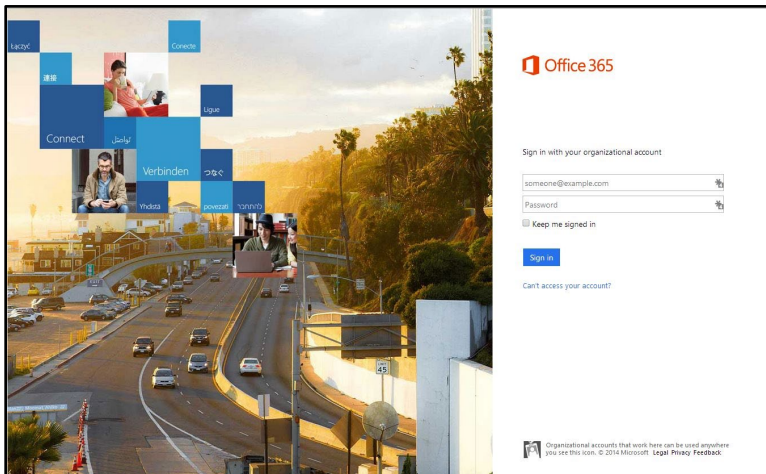 Łączyć
Conecte
連接
Ligue
Connect
تواصل
Verbinden
つなぐ
Yhdistä
povezati
להתחבר
SPEED
LIMIT
45
Office 365
Sign in with your organizational account
someone@example.com
Password
Keep me signed in
Sign in
Can't access your account?
Organizational accounts that work here can be used anywhere
you see this icon. © 2014 Microsoft Legal Privacy Feedback